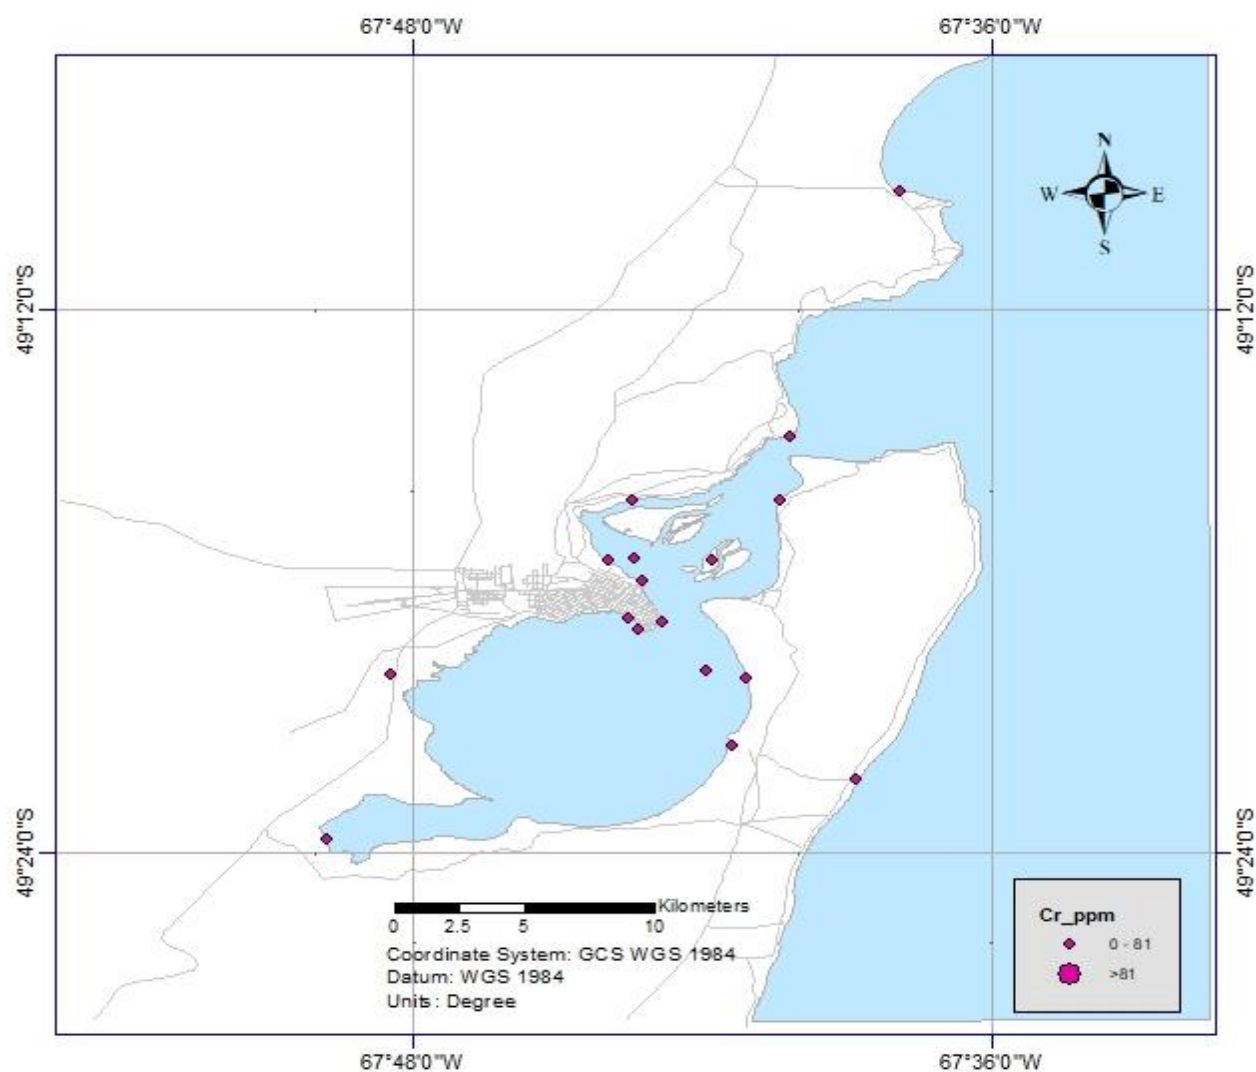 67°48'0"W 67°36'0"W
N
W E
S
49°12'0"S 49°12'0"S
49°24'0"S 49°24'0"S
Kilometers
0 2.5 5 10
Coordinate System: GCS WGS 1984
Datum: WGS 1984
Units : Degree
Cr_ppm
0 - 81
>81
67°48'0"W 67°36'0"W